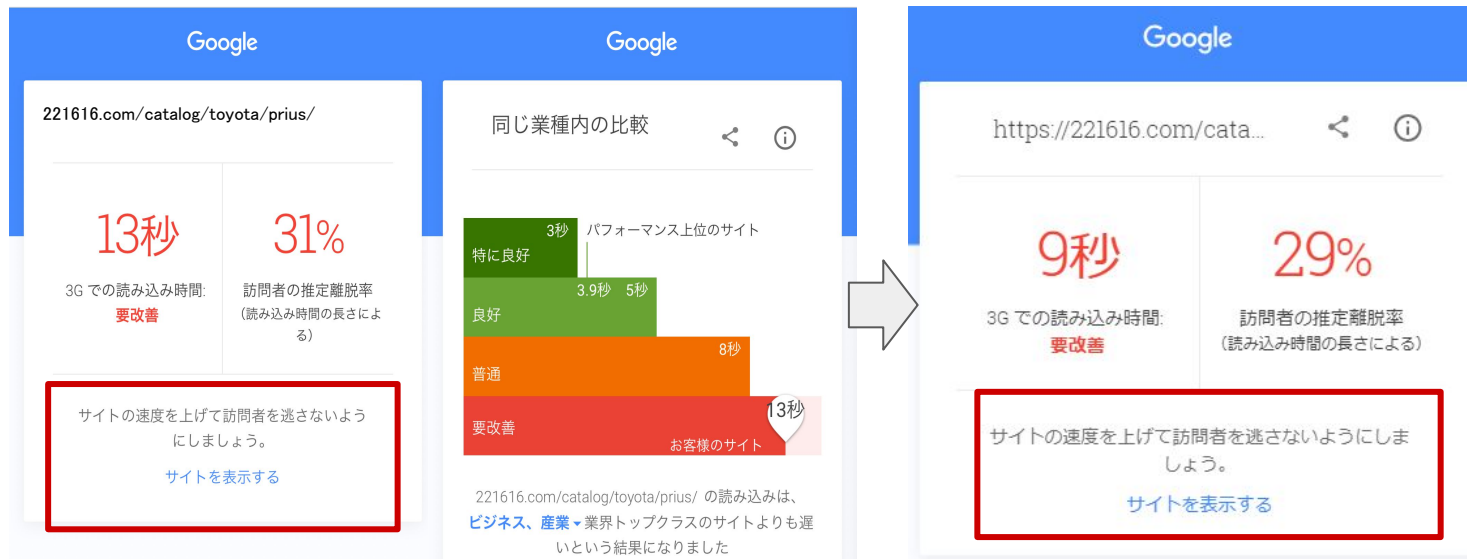 Google
221616.com/catalog/toyota/prius/
13秒
3G での読み込み時間:
要改善
31%
訪問者の推定離脱率
(読み込み時間の長さによ
る)
サイトの速度を上げて訪問者を逃さないよう
にしましょう。
サイトを表示する
Google
同じ業種内の比較
3秒
パフォーマンス上位のサイト
特に良好
3.9秒 5秒
良好
8秒
普通
13秒
要改善
お客様のサイト
221616.com/catalog/toyota/prius/ の読み込みは、
ビジネス、産業 業界トップクラスのサイトよりも遅
いという結果になりました
Google
https://221616.com/cata...
9秒
3G での読み込み時間:
要改善
29%
訪問者の推定離脱率
(読み込み時間の長さによる)
サイトの速度を上げて訪問者を逃さないようにしま
しょう。
サイトを表示する